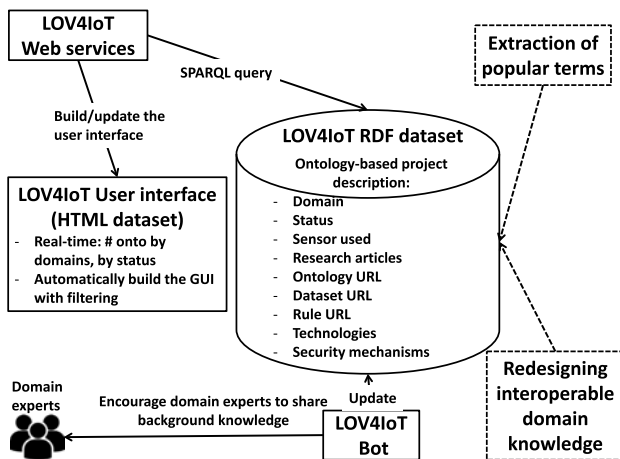 LOV4IoT
Web services
SPARQL query
Extraction of
popular terms
Build/update the
user interface
LOV4IoT RDF dataset
Ontology-based project
description:
- Domain
- Status
- Sensor used
- Research articles
- Ontology URL
- Dataset URL
- Rule URL
- Technologies
- Security mechanisms
LOV4IoT User interface
(HTML dataset)
- Real-time: # onto by
domains, by status
- Automatically build the GUI
with filtering
Redesigning
interoperable
domain
knowledge
Domain
experts
Encourage domain experts to share
background knowledge
Update
LOV4IoT
Bot